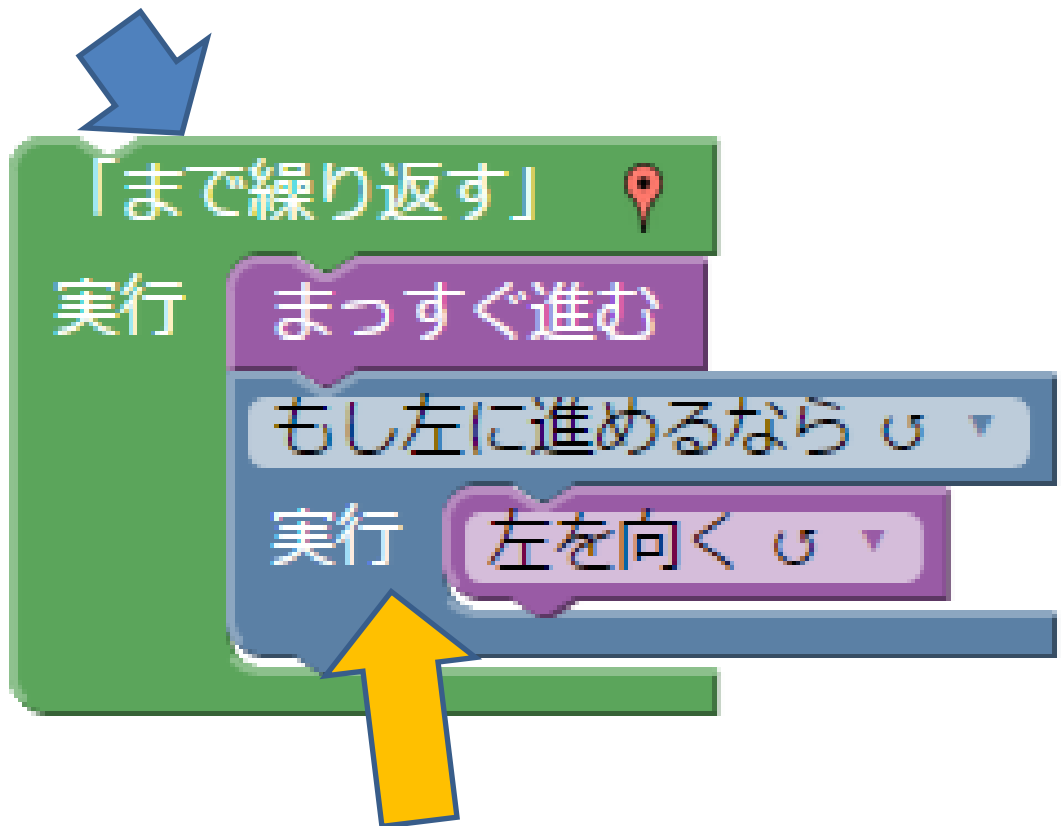 「まで繰り返す」
実行 まっすぐ進む
もし左に進めるなら ↺ ▼
実行 左を向く ↺ ▼